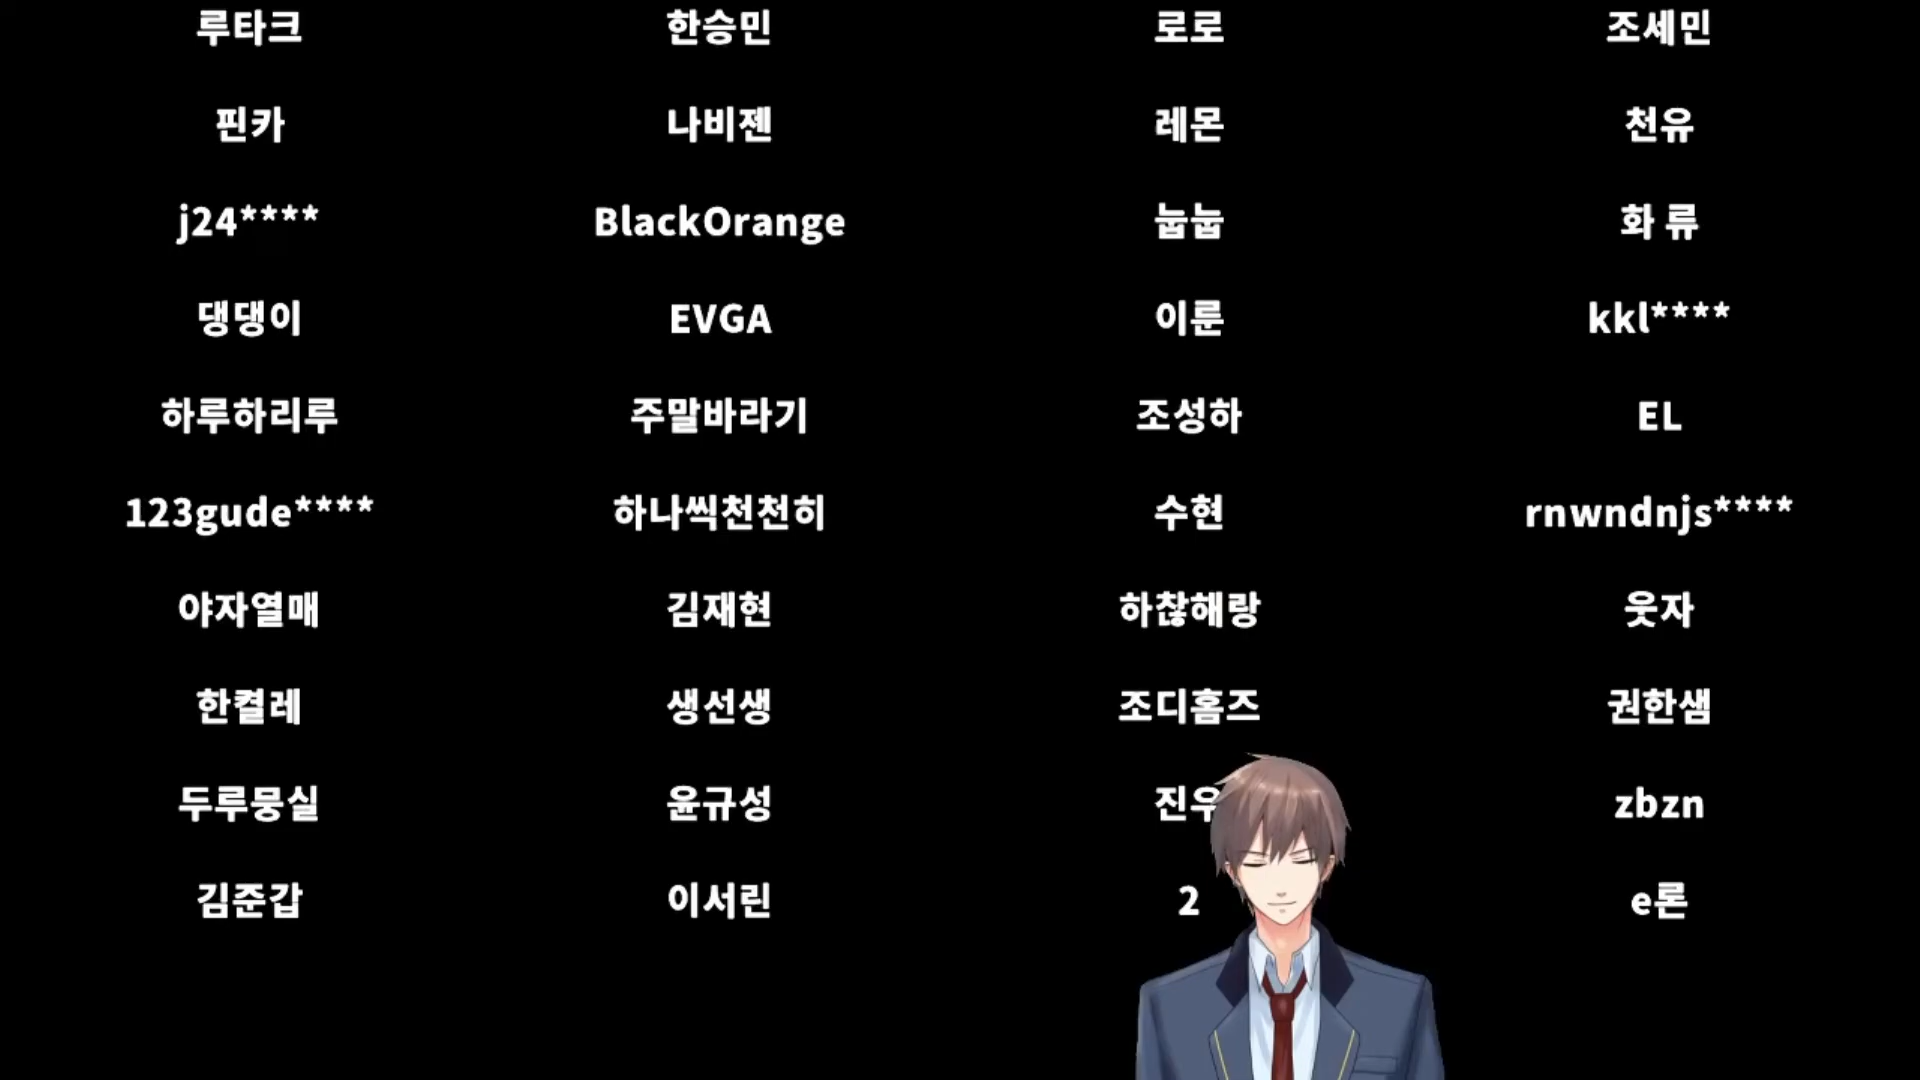 루타크 한승민 로로 조세민
핀카 나비젠 레몬 천유
j24**** BlackOrange 눕눕 화 류
댕댕이 EVGA 이룬 kkl****
하루하리루 주말바라기 조성하 EL
123gude**** 하나씩천천히 수현 rnwndnjs****
야자열매 김재현 하찮해랑 웃자
한켤레 생선생 조디홈즈 권한샘
두루뭉실 윤규성 진우 zbzn
김준갑 이서린 2 e론